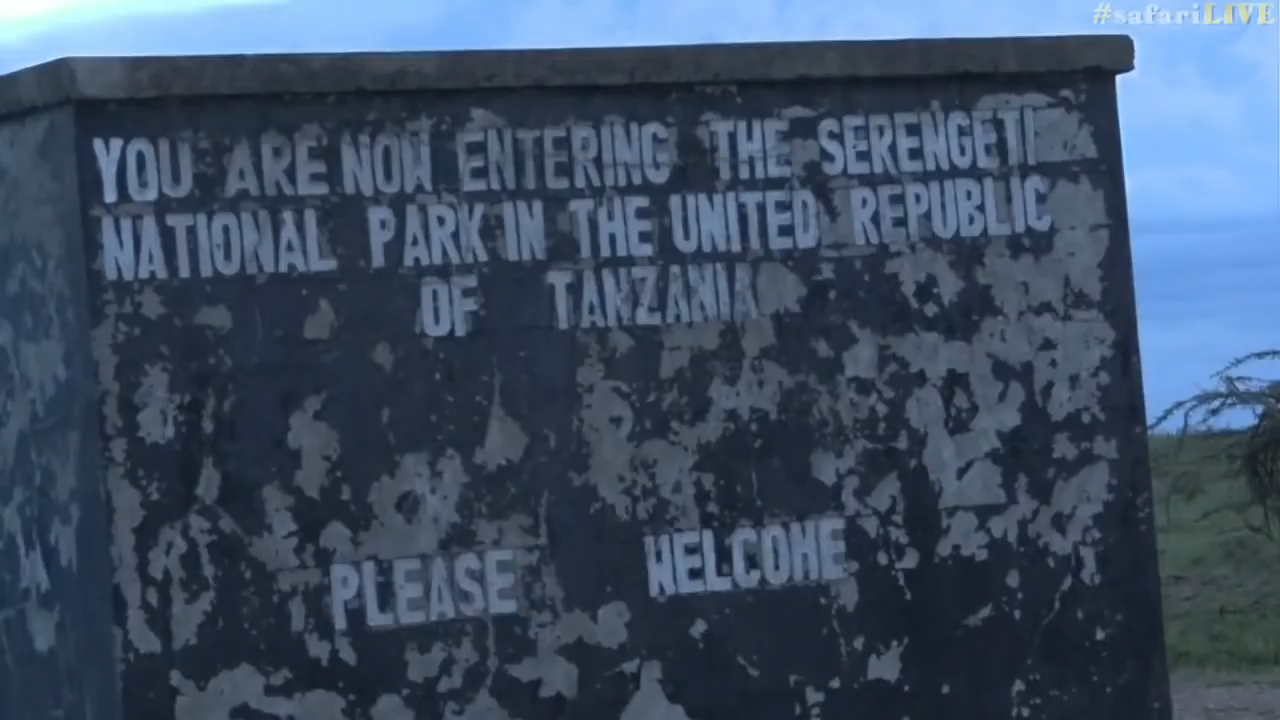 #safariLIVE
YOU ARE NOW ENTERING THE SERENGETI
NATIONAL PARK IN THE UNITED REPUBLIC
OF TANZANIA
PLEASE WELCOME